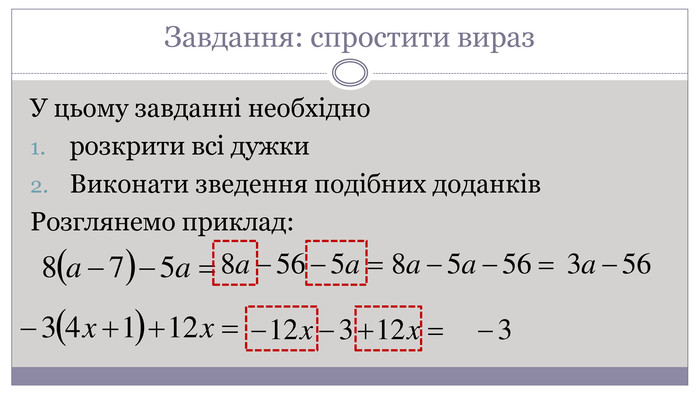 Завдання: спростити вираз
У цьому завданні необхідно
1. розкрити всі дужки
2. Виконати зведення подібних доданків
Розглянемо приклад:
8(a − 7) − 5a = 8a − 56 − 5a = 8a − 5a − 56 = 3a − 56
− 3(4x + 1) + 12x = − 12x − 3 + 12x = − 3